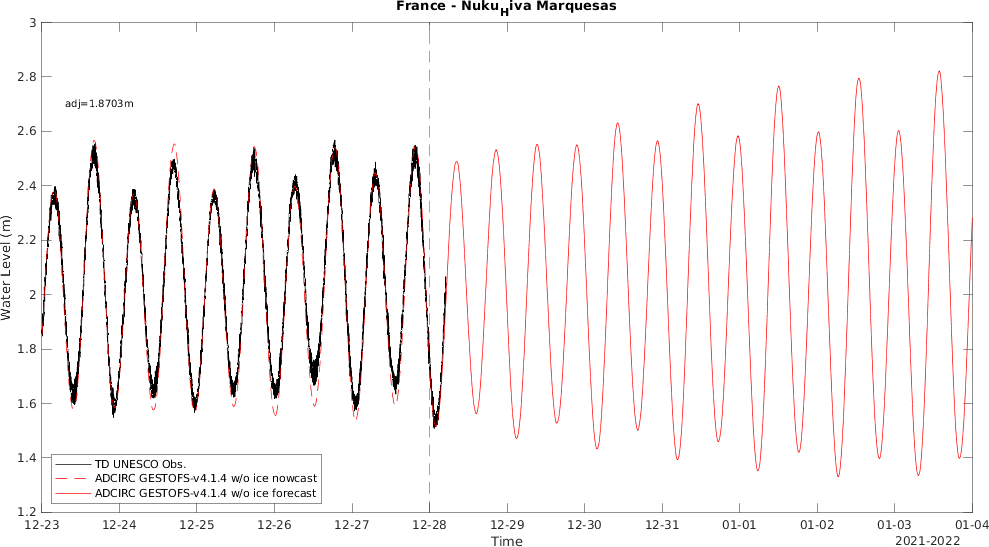 France - Nuku_Hiva Marquesas
3
2.8
adj=1.8703m
2.6
2.4
2.2
Water Level (m)
2
1.8
1.6
1.4
TD UNESCO Obs.
ADCIRC GESTOFS-v4.1.4 w/o ice nowcast
ADCIRC GESTOFS-v4.1.4 w/o ice forecast
1.2
12-23 12-24 12-25 12-26 12-27 12-28 12-29 12-30 12-31 01-01 01-02 01-03 01-04
Time
2021-2022